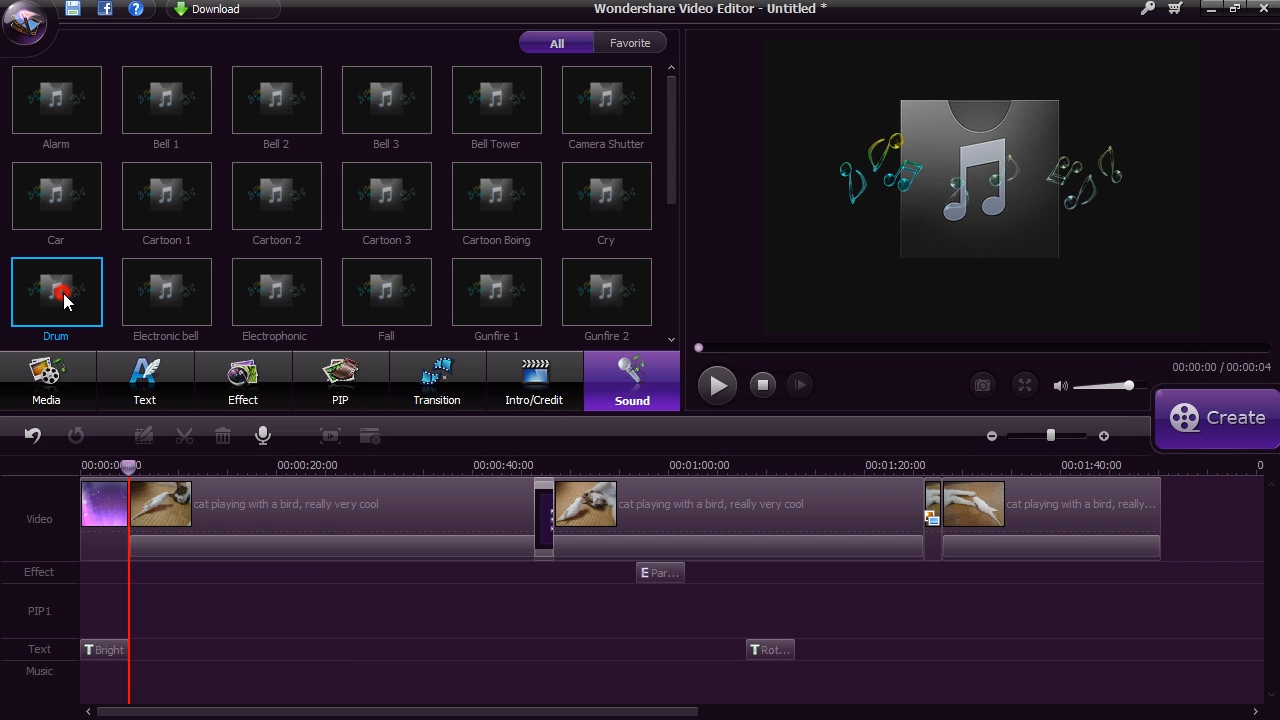 Download
Wondershare Video Editor - Untitled *
All
Favorite
Alarm
Bell 1
Bell 2
Bell 3
Bell Tower
Camera Shutter
Car
Cartoon 1
Cartoon 2
Cartoon 3
Cartoon Boing
Cry
Drum
Electronic bell
Electrophonic
Fall
Gunfire 1
Gunfire 2
00:00:00 / 00:00:04
Media
Text
Effect
PIP
Transition
Intro/Credit
Sound
Create
00:00:00:00
00:00:20:00
00:00:40:00
00:01:00:00
00:01:20:00
00:01:40:00
0
Video
cat playing with a bird, really very cool
cat playing with a bird, really very cool
cat playing with a bird, really...
Effect
E Par...
PIP1
Text
T Bright
T Rot...
Music